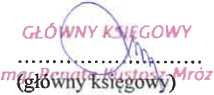 GŁÓWNY KSIĘGOWY
................................
mgr Renata Kustosz-Mróz
(główny księgowy)